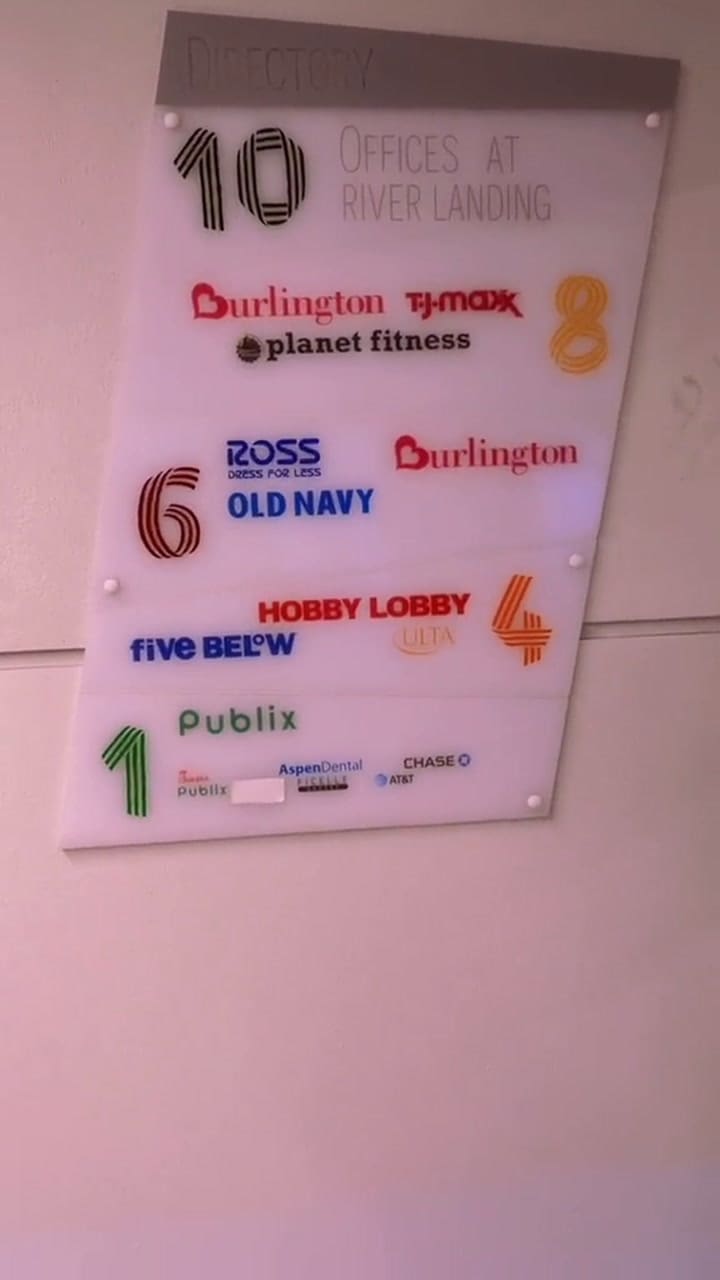 DIRECTORY
10
OFFICES AT
RIVER LANDING
Burlington TJ-maxx
planet fitness
8
ROSS
DRESS FOR LESS
Burlington
OLD NAVY
6
HOBBY LOBBY
4
five BELOW
ULTA
Publix
1
AspenDental
CHASE
Publix
AT&T